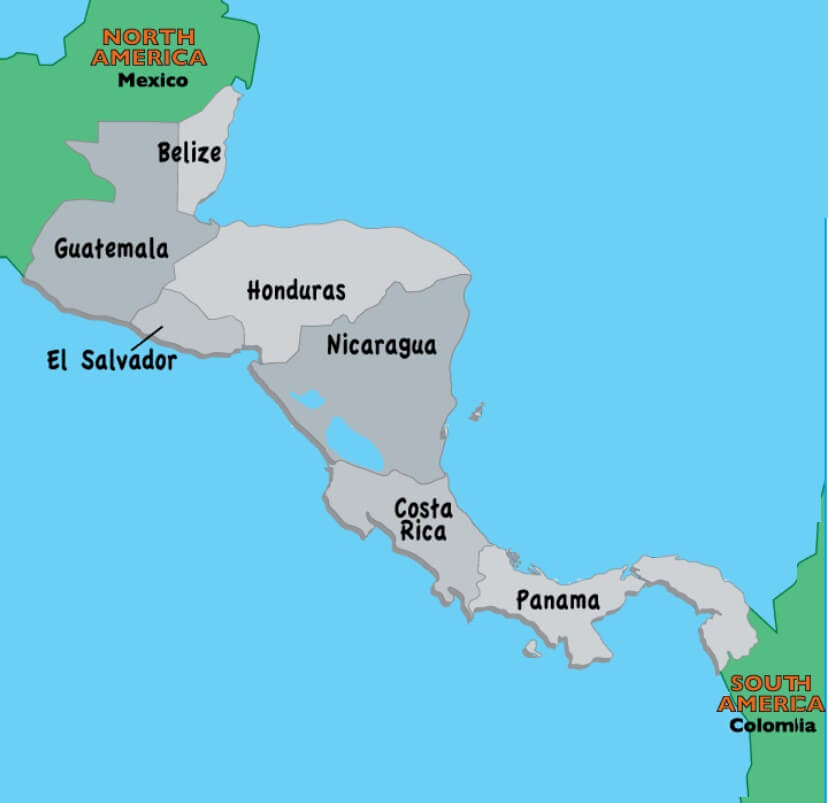 NORTH
AMERICA
Mexico
Belize
Guatemala
Honduras
Nicaragua
El Salvador
Costa
Rica
Panama
SOUTH
AMERICA
Colombia